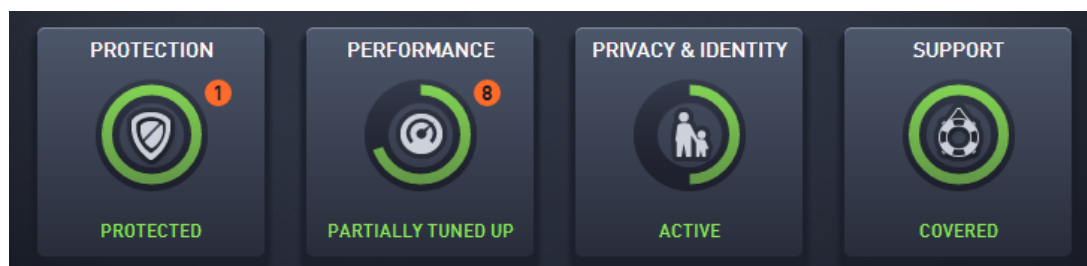 PROTECTION
1
PROTECTED
PERFORMANCE
8
PARTIALLY TUNED UP
PRIVACY & IDENTITY
ACTIVE
SUPPORT
COVERED